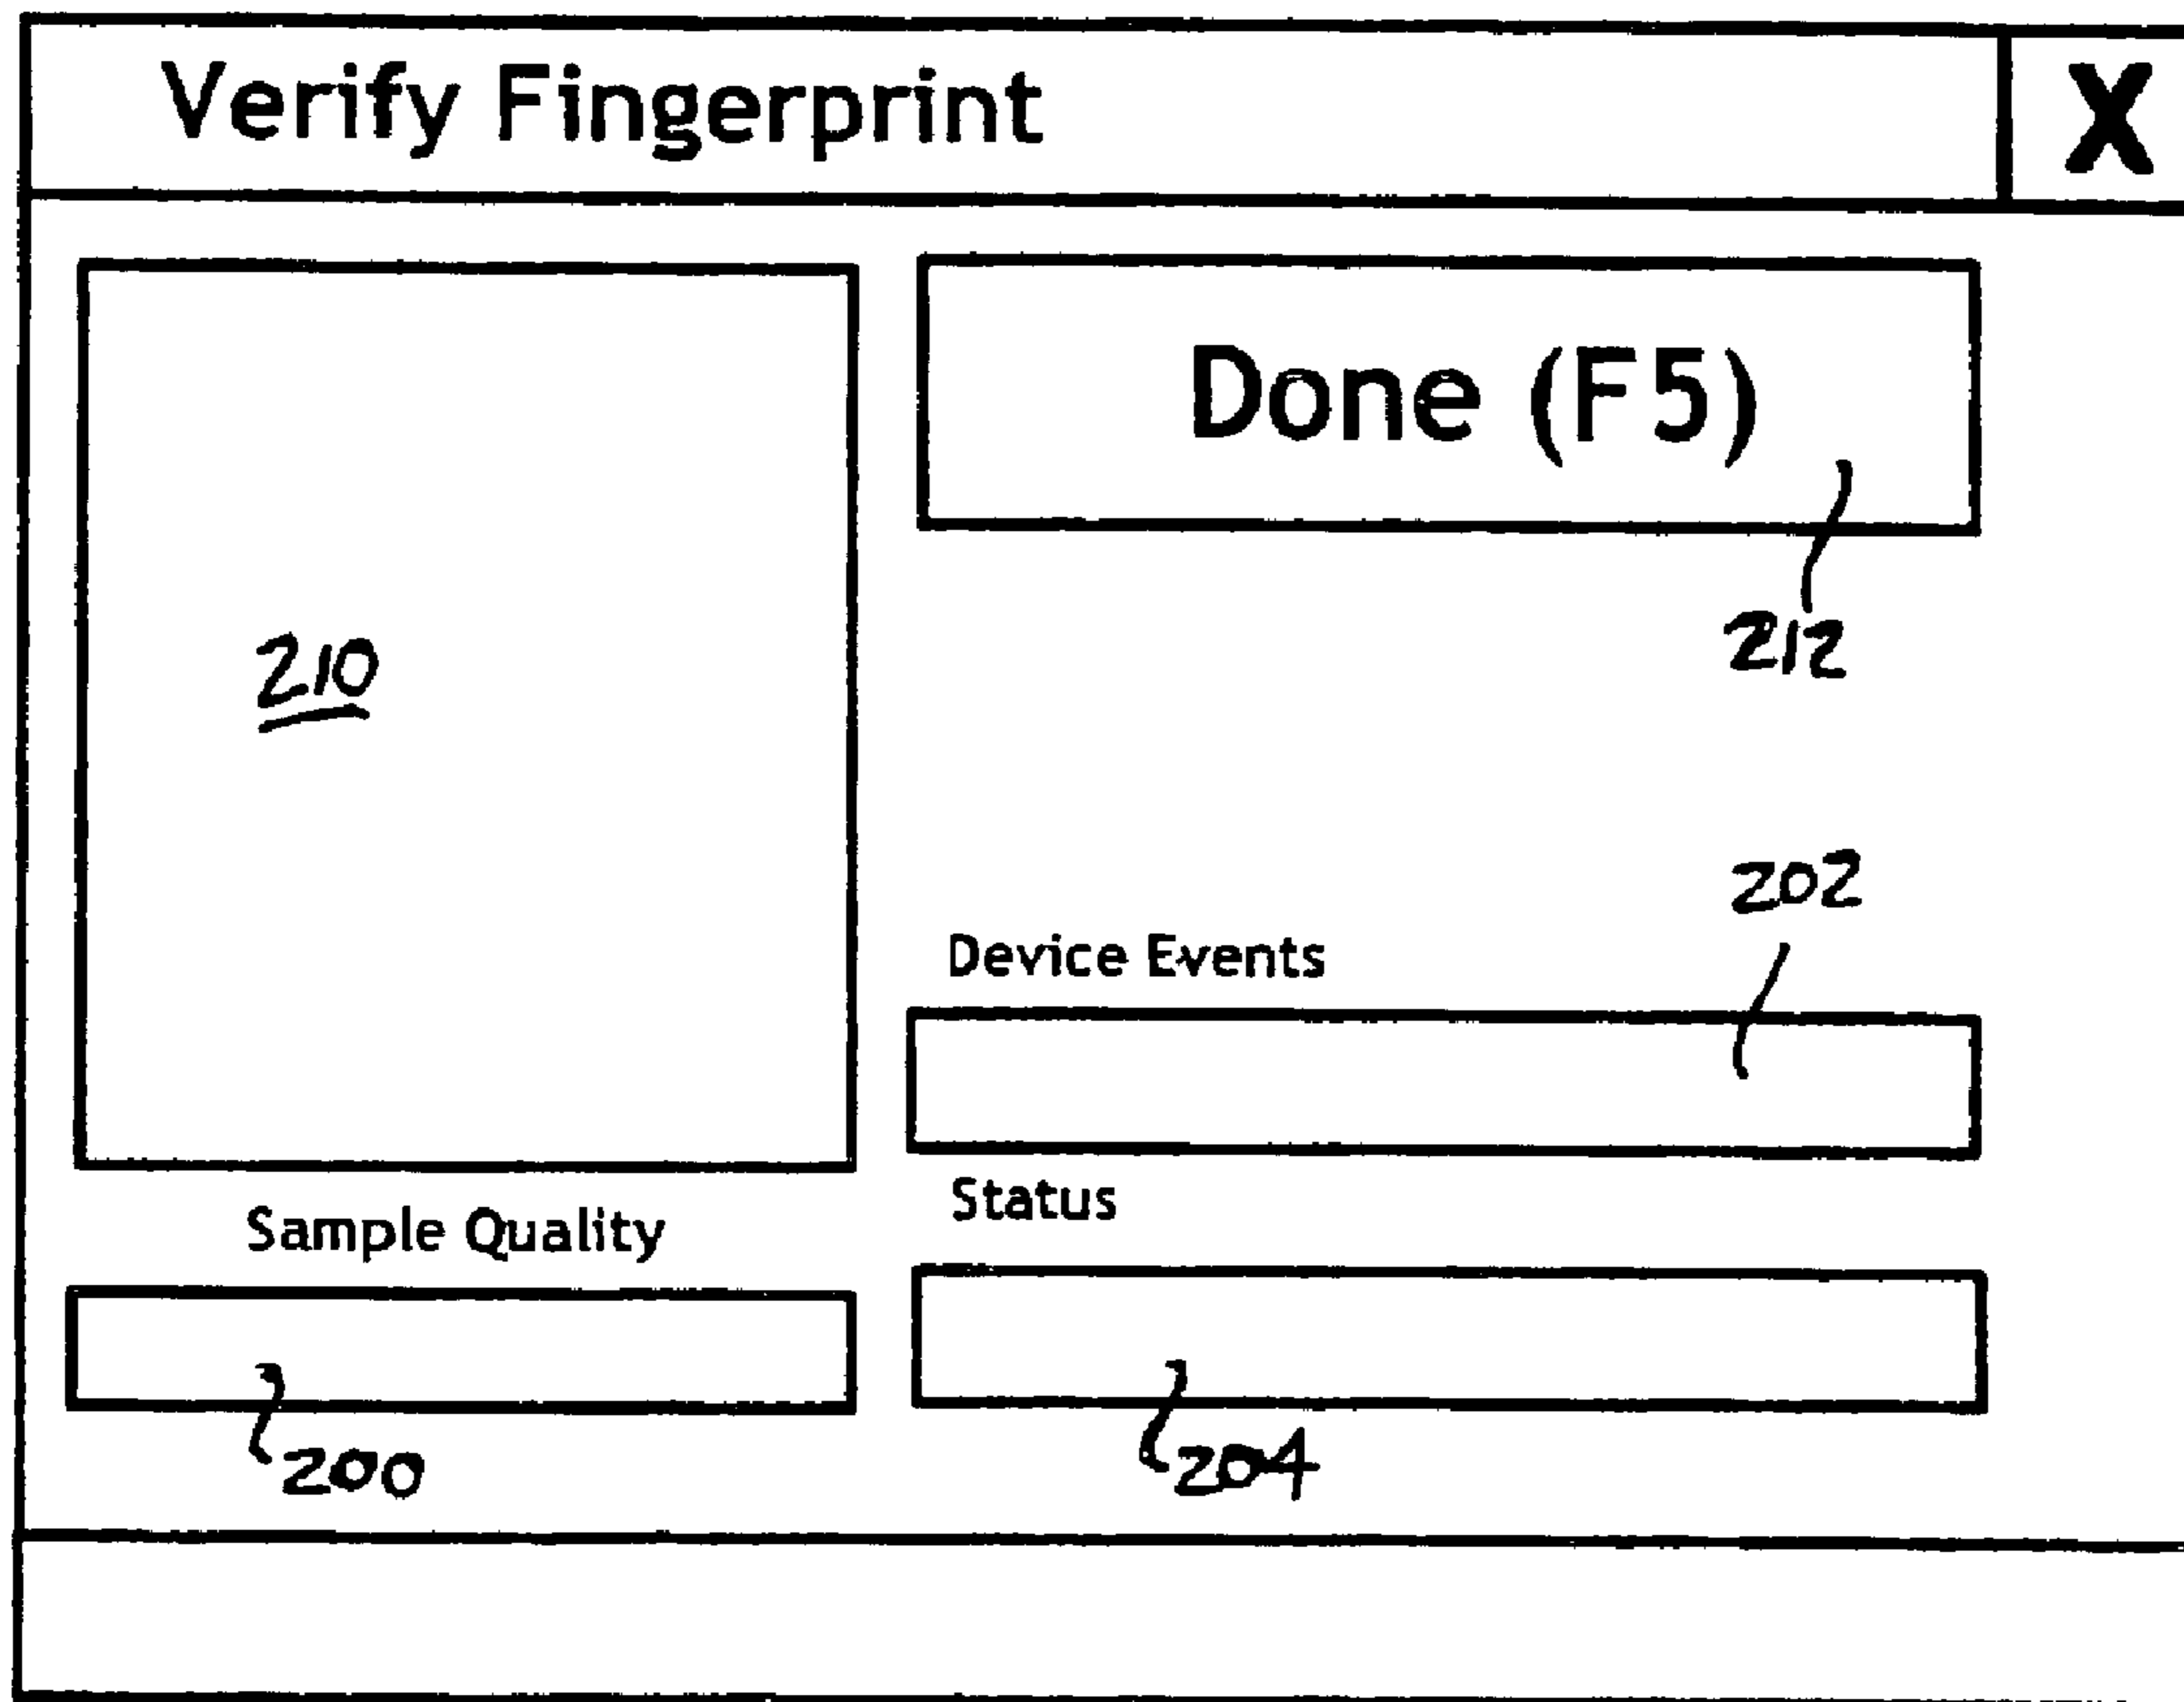 Verify Fingerprint X
Done (F5)
210
212
202
Device Events
Status
Sample Quality
200
204